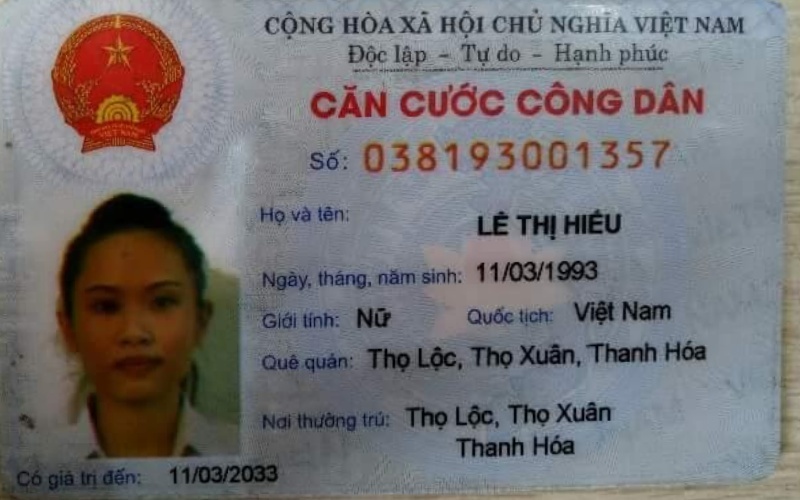 CỘNG HÒA XÃ HỘI CHỦ NGHĨA VIỆT NAM
Độc lập – Tự do – Hạnh phúc
CĂN CƯỚC CÔNG DÂN
Số: 038193001357
Họ và tên: LÊ THỊ HIẾU
Ngày, tháng, năm sinh: 11/03/1993
Giới tính: Nữ Quốc tịch: Việt Nam
Quê quán: Thọ Lộc, Thọ Xuân, Thanh Hóa
Nơi thường trú: Thọ Lộc, Thọ Xuân
Thanh Hóa
Có giá trị đến: 11/03/2033